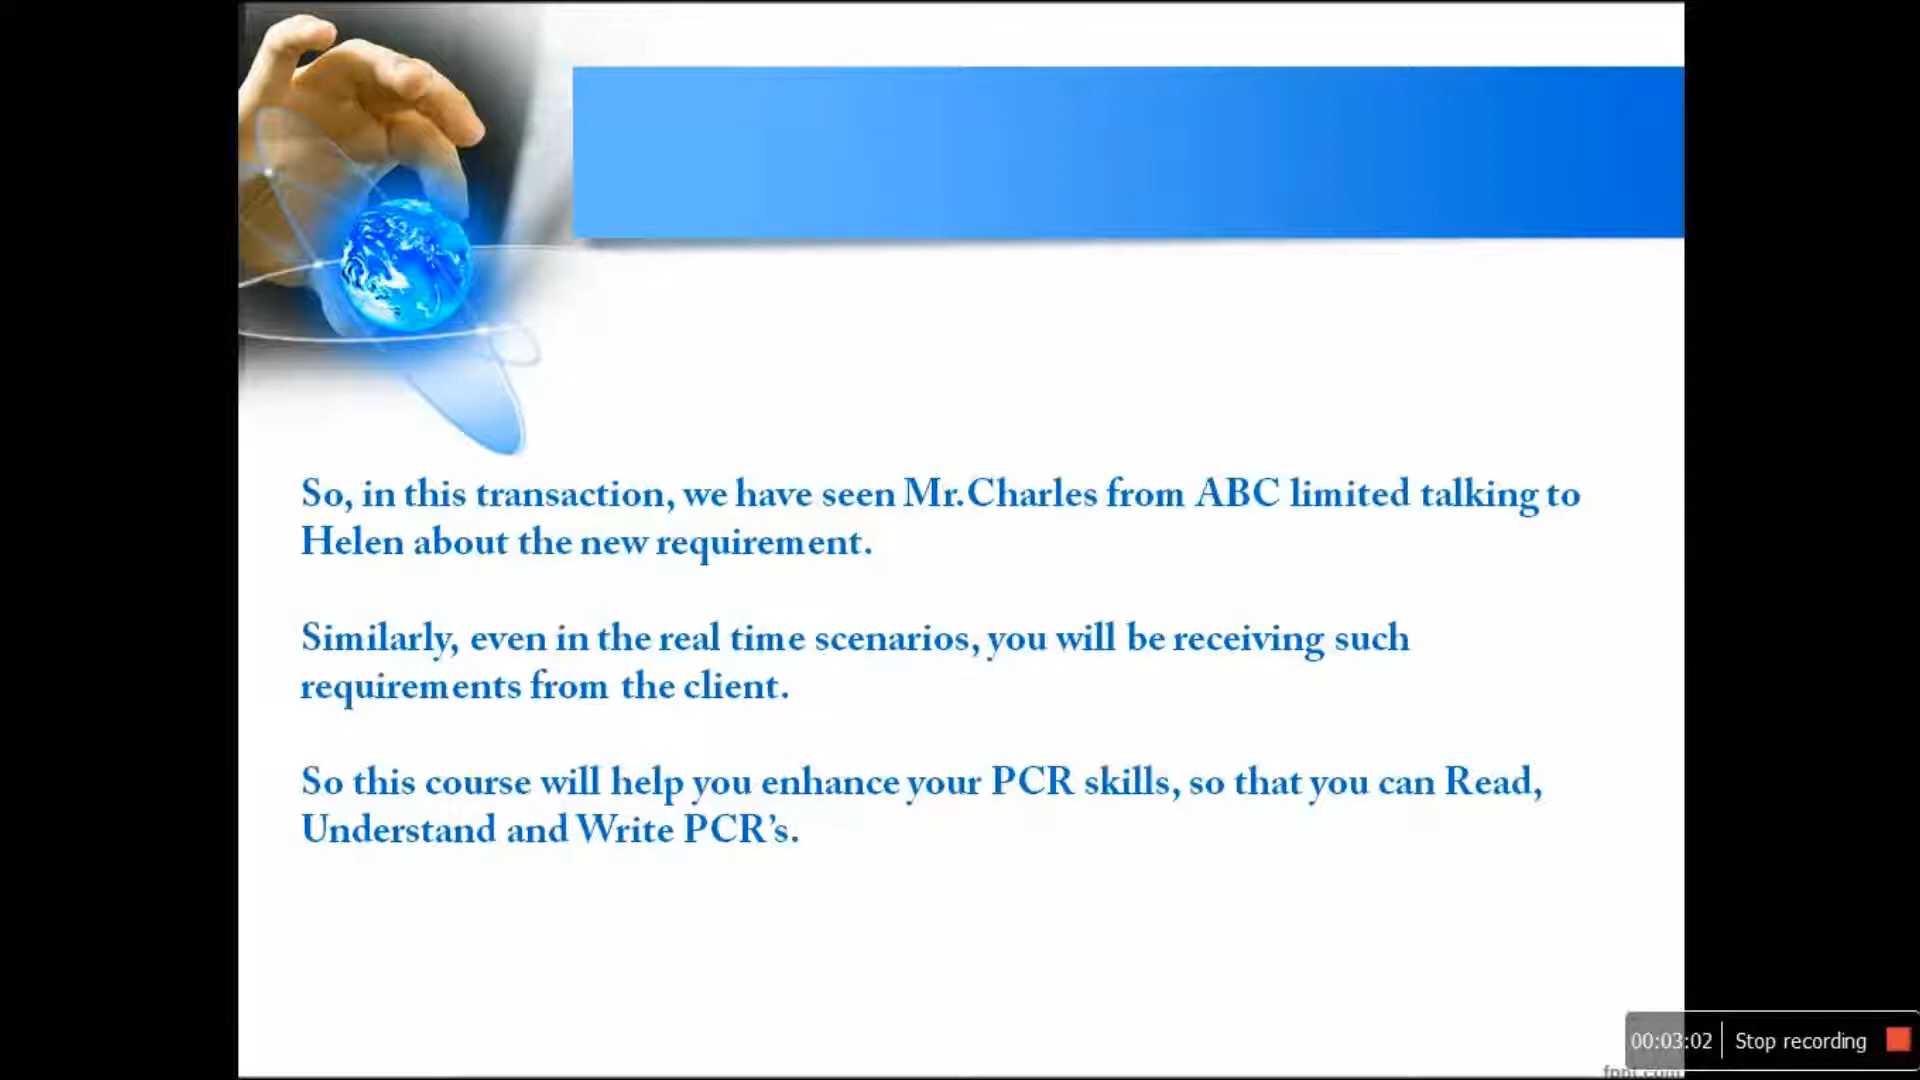 So, in this transaction, we have seen Mr.Charles from ABC limited talking to
Helen about the new requirement.
Similarly, even in the real time scenarios, you will be receiving such
requirements from the client.
So this course will help you enhance your PCR skills, so that you can Read,
Understand and Write PCR’s.
00:03:02 Stop recording